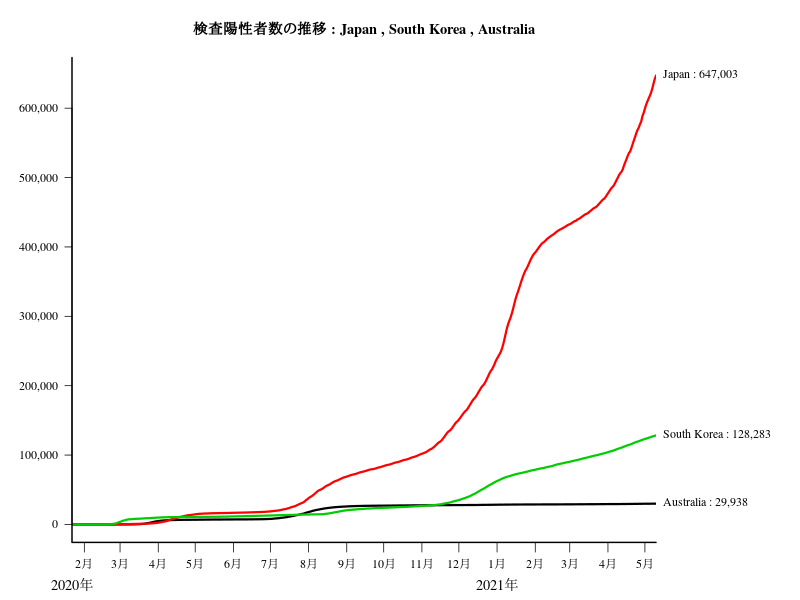 検査陽性者数の推移 : Japan , South Korea , Australia
Japan : 647,003
600,000
500,000
400,000
300,000
200,000
South Korea : 128,283
100,000
Australia : 29,938
0
2月 3月 4月 5月 6月 7月 8月 9月 10月 11月 12月 1月 2月 3月 4月 5月
2020年 2021年